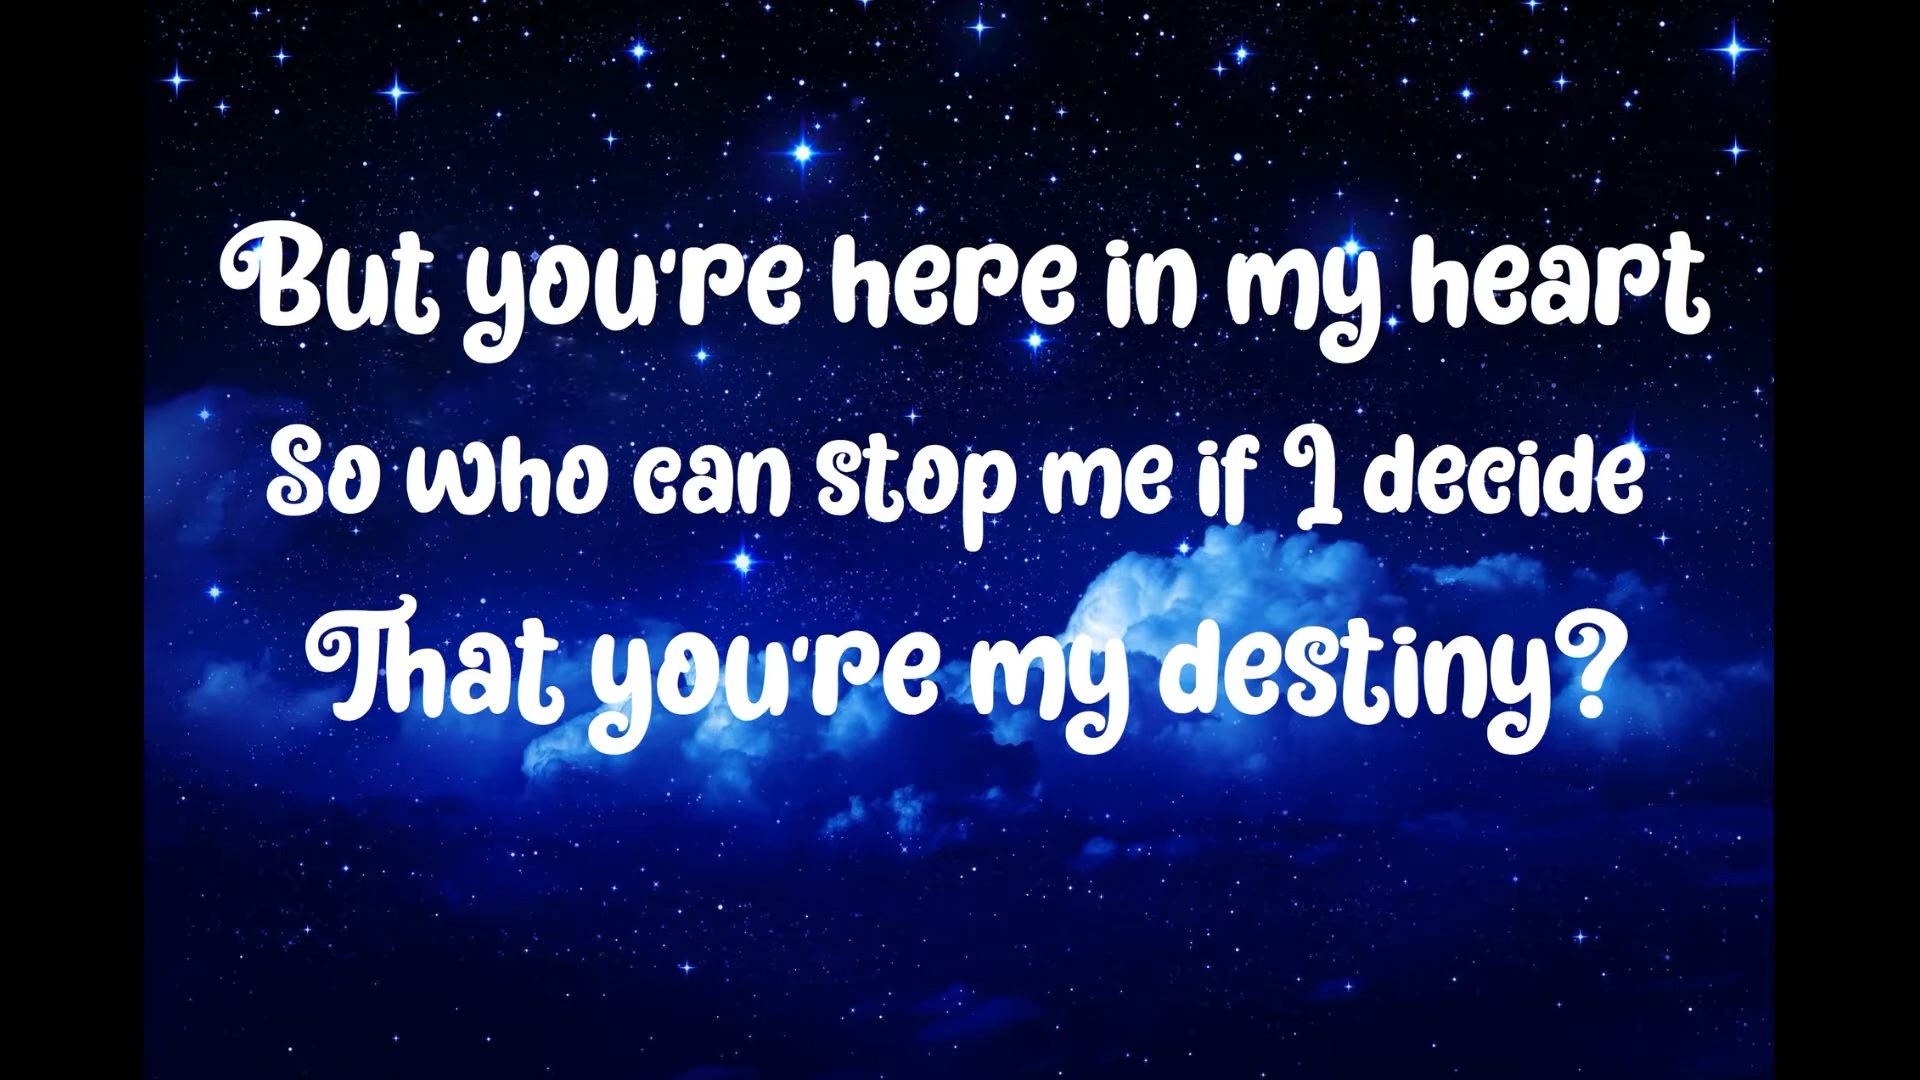 But you're here in my heart
So who can stop me if I decide
That you're my destiny?